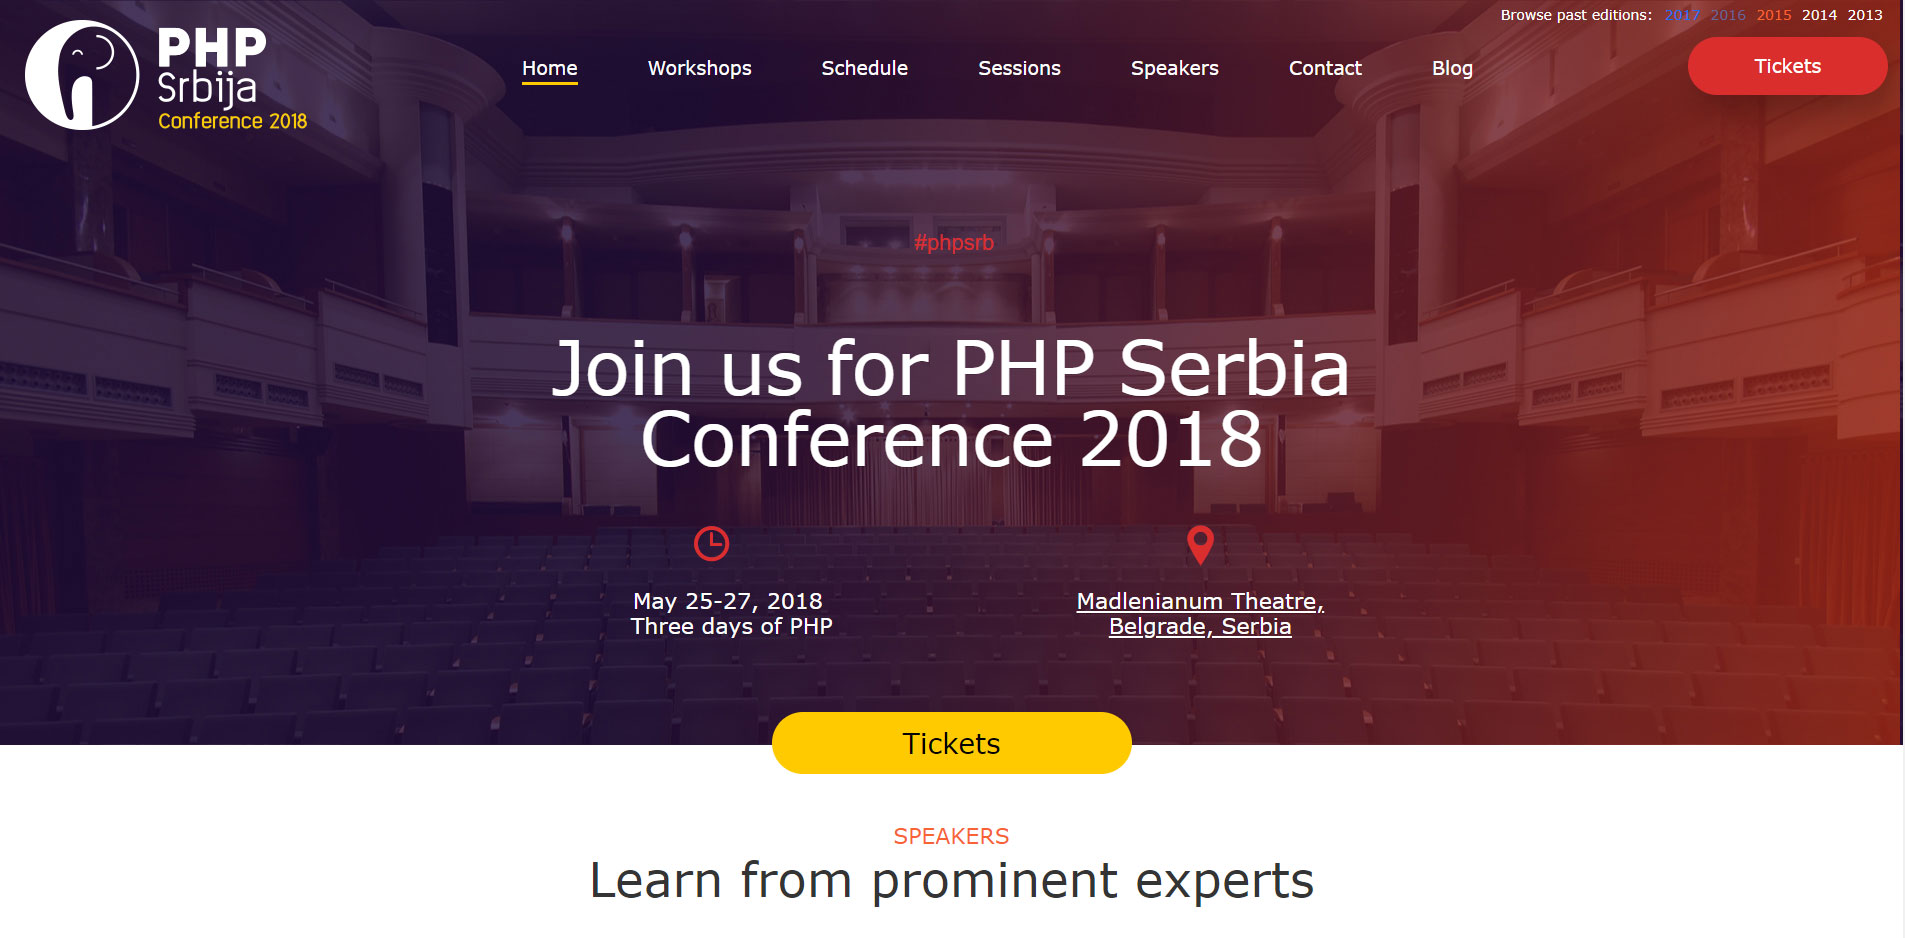 Browse past editions: 2017 2016 2015 2014 2013
PHP
Srbija
Conference 2018
Home Workshops Schedule Sessions Speakers Contact Blog
Tickets
#phpsrb
Join us for PHP Serbia
Conference 2018
May 25-27, 2018
Three days of PHP
Madlenianum Theatre,
Belgrade, Serbia
Tickets
SPEAKERS
Learn from prominent experts